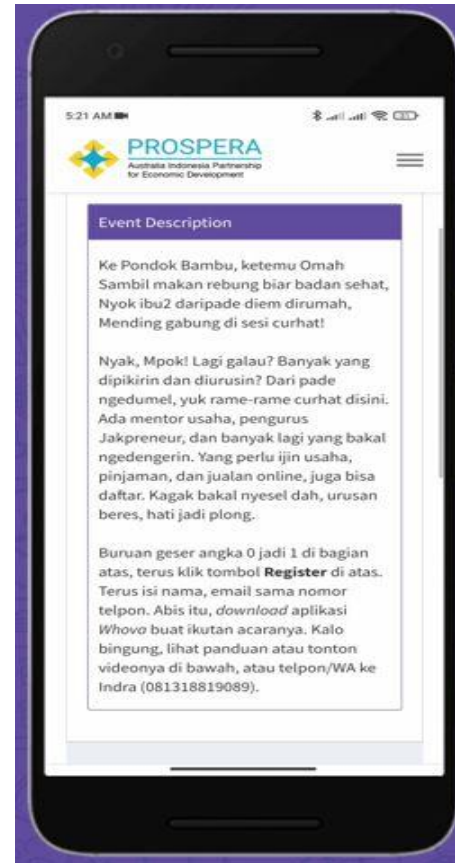 5:21 AM
PROSPERA
Australia Indonesia Partnership
for Economic Development
Event Description
Ke Pondok Bambu, ketemu Omah
Sambil makan rebung biar badan sehat,
Nyok ibu2 daripade diem dirumah,
Mending gabung di sesi curhat!
Nyak, Mpok! Lagi galau? Banyak yang
dipikirin dan diurusin? Dari pade
ngedumel, yuk rame-rame curhat disini.
Ada mentor usaha, pengurus
Jakpreneur, dan banyak lagi yang bakal
ngedengerin. Yang perlu ijin usaha,
pinjaman, dan jualan online, juga bisa
daftar. Kagak bakal nyesel dah, urusan
beres, hati jadi plong.
Buruan geser angka 0 jadi 1 di bagian
atas, terus klik tombol Register di atas.
Terus isi nama, email sama nomor
telpon. Abis itu, download aplikasi
Whova buat ikutan acaranya. Kalo
bingung, lihat panduan atau tonton
videonya di bawah, atau telpon/WA ke
Indra (081318819089).